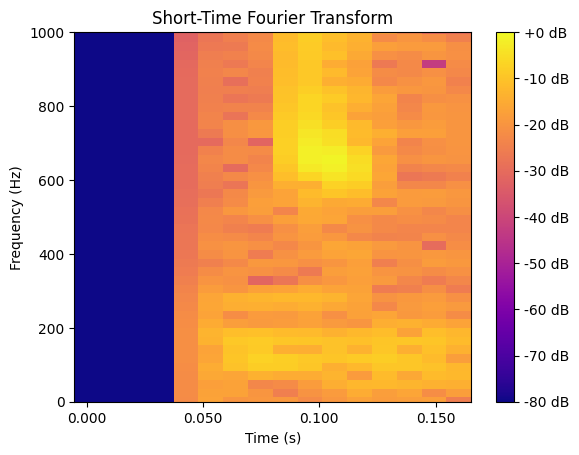 Short-Time Fourier Transform
1000
800
600
400
200
0
Frequency (Hz)
0.000
0.050
0.100
0.150
Time (s)
+0 dB
-10 dB
-20 dB
-30 dB
-40 dB
-50 dB
-60 dB
-70 dB
-80 dB